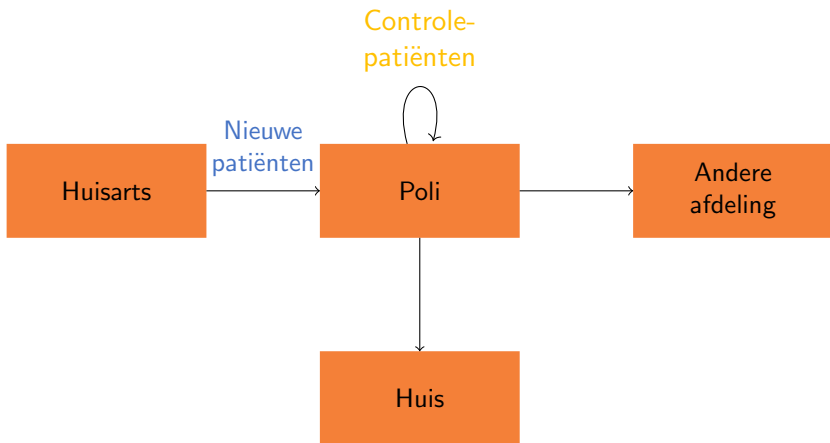 Controle-
patiënten
Nieuwe
patiënten
Huisarts
Poli
Andere
afdeling
Huis